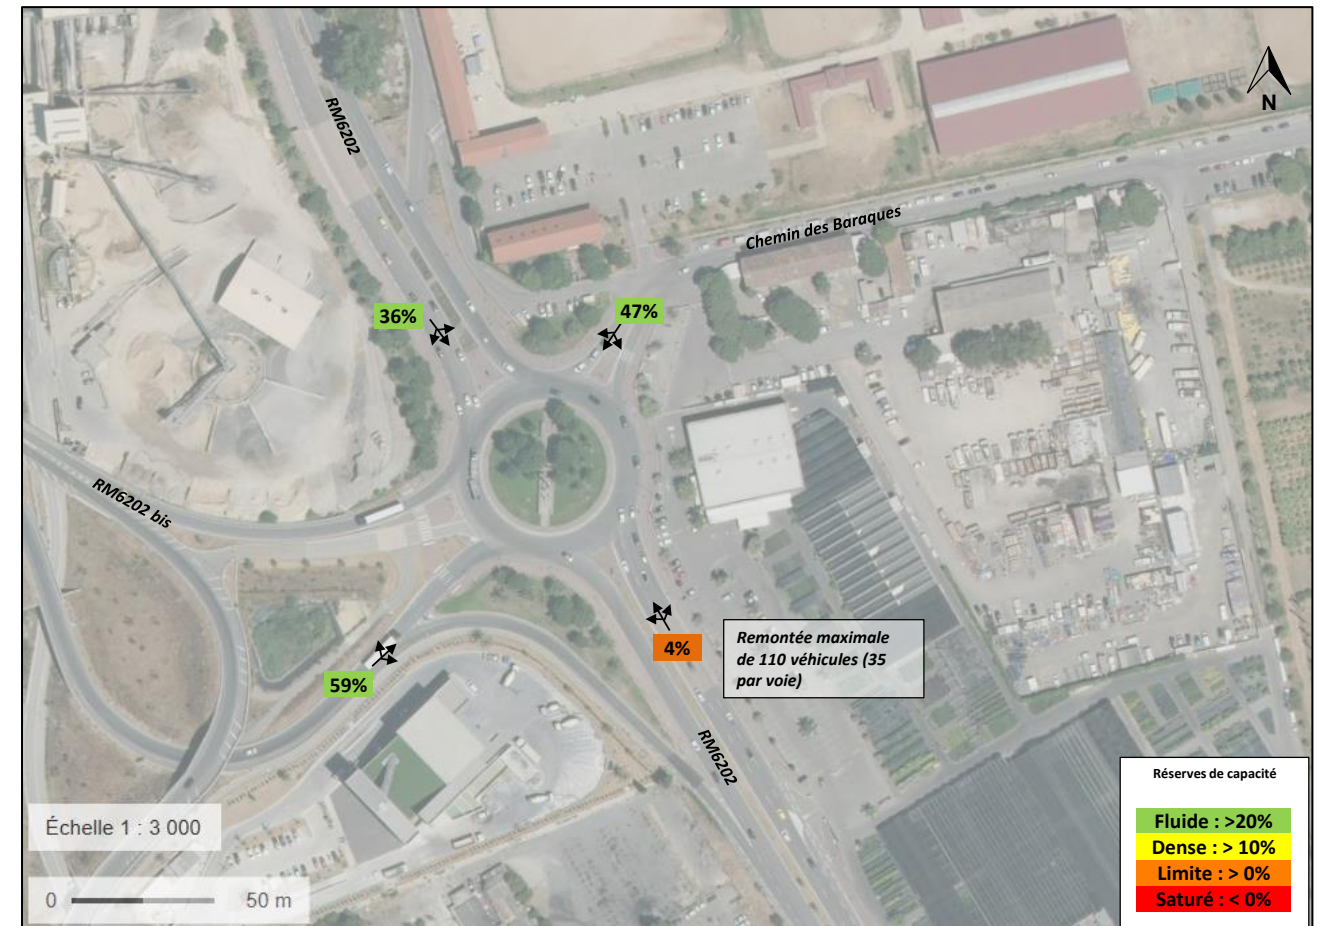 RM6202
N
Chemin des Baraques
36%
47%
RM6202 bis
4%
Remontée maximale
de 110 véhicules (35
par voie)
59%
RM6202
Réserves de capacité
Fluide : >20%
Dense : > 10%
Limite : > 0%
Saturé : < 0%
Échelle 1 : 3 000
0 50 m